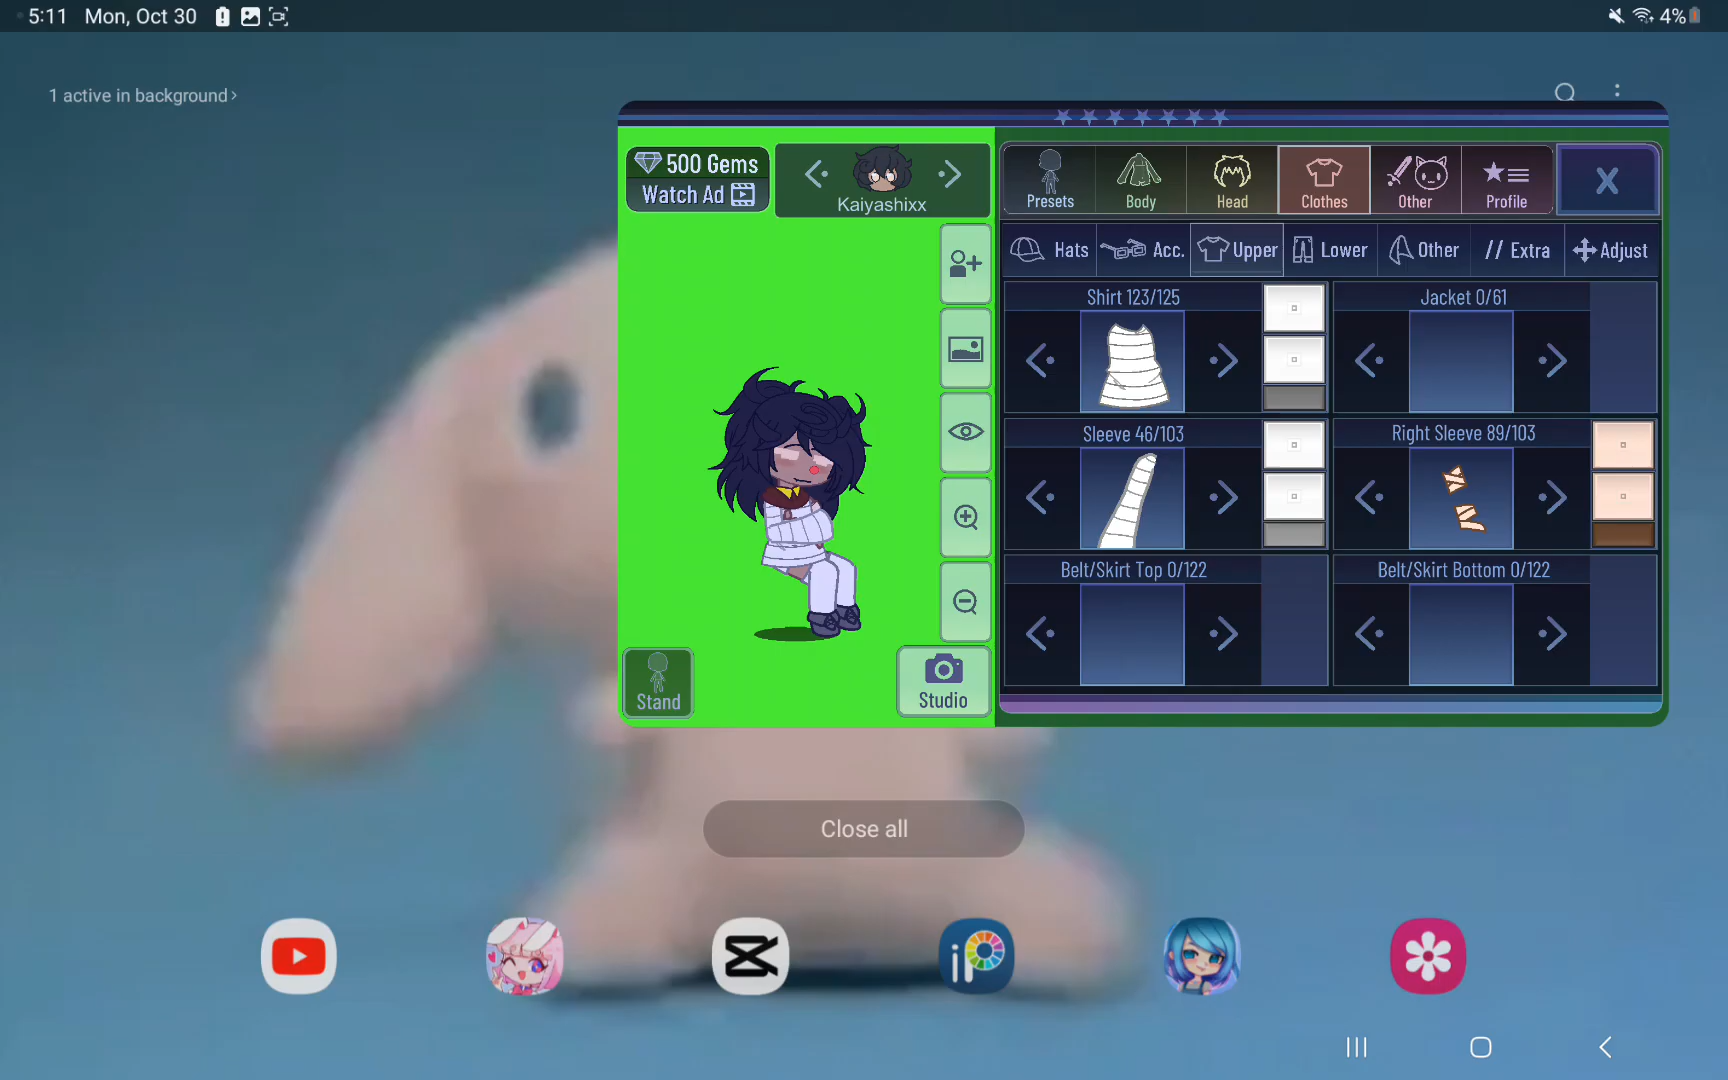 5:11 Mon, Oct 30
4%
1 active in background
500 Gems
Watch Ad
Kaiyashixx
Presets
Body
Head
Clothes
Other
Profile
X
Hats
Acc.
Upper
Lower
Other
Extra
Adjust
Shirt 123/125
Jacket 0/61
Sleeve 46/103
Right Sleeve 89/103
Belt/Skirt Top 0/122
Belt/Skirt Bottom 0/122
Stand
Studio
Close all
iP